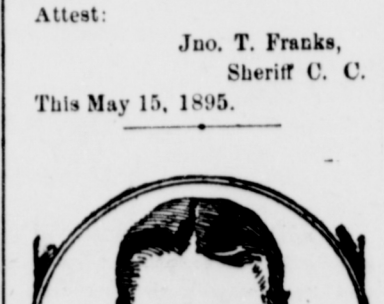 Attest:
Jno. T. Franks,
Sheriff C. C.
This May 15, 1895.